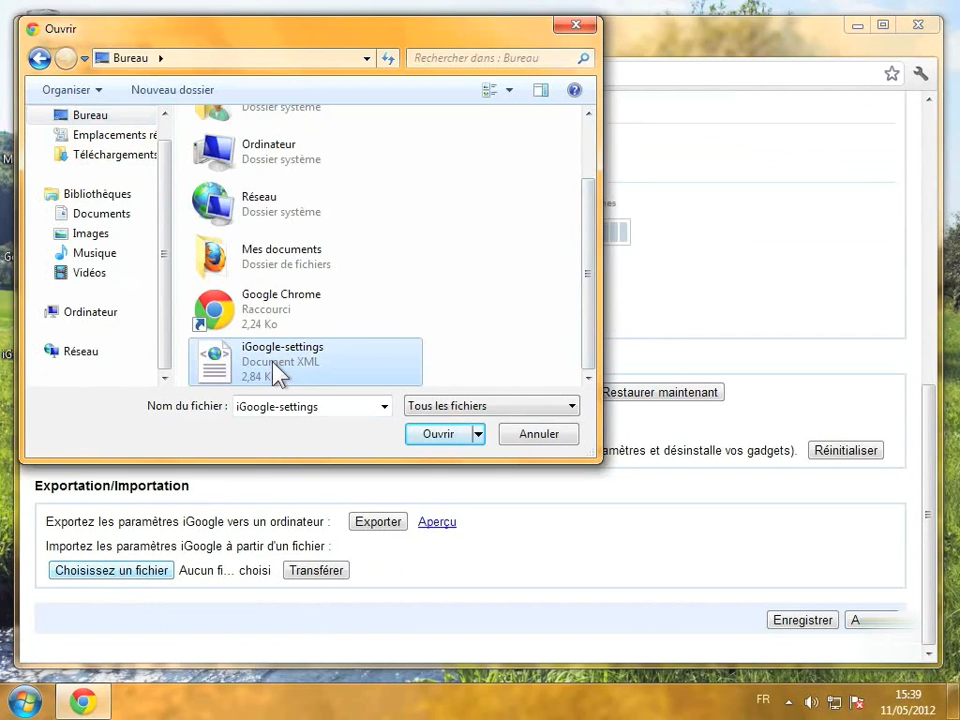 Ouvrir
Bureau
Rechercher dans : Bureau
Organiser
Nouveau dossier
Bureau
Emplacements ré
Téléchargements
Bibliothèques
Documents
Images
Musique
Vidéos
Ordinateur
Réseau
Dossier système
Ordinateur
Dossier système
Réseau
Dossier système
Mes documents
Dossier de fichiers
Google Chrome
Raccourci
2,24 Ko
iGoogle-settings
Document XML
2,84 K
Nom du fichier :
iGoogle-settings
Tous les fichiers
Ouvrir
Annuler
Restaurer maintenant
amètres et désinstalle vos gadgets).
Réinitialiser
Exportation/Importation
Exportez les paramètres iGoogle vers un ordinateur :
Exporter
Aperçu
Importez les paramètres iGoogle à partir d'un fichier :
Choisissez un fichier
Aucun fi... choisi
Transférer
Enregistrer
A
FR
15:39
11/05/2012